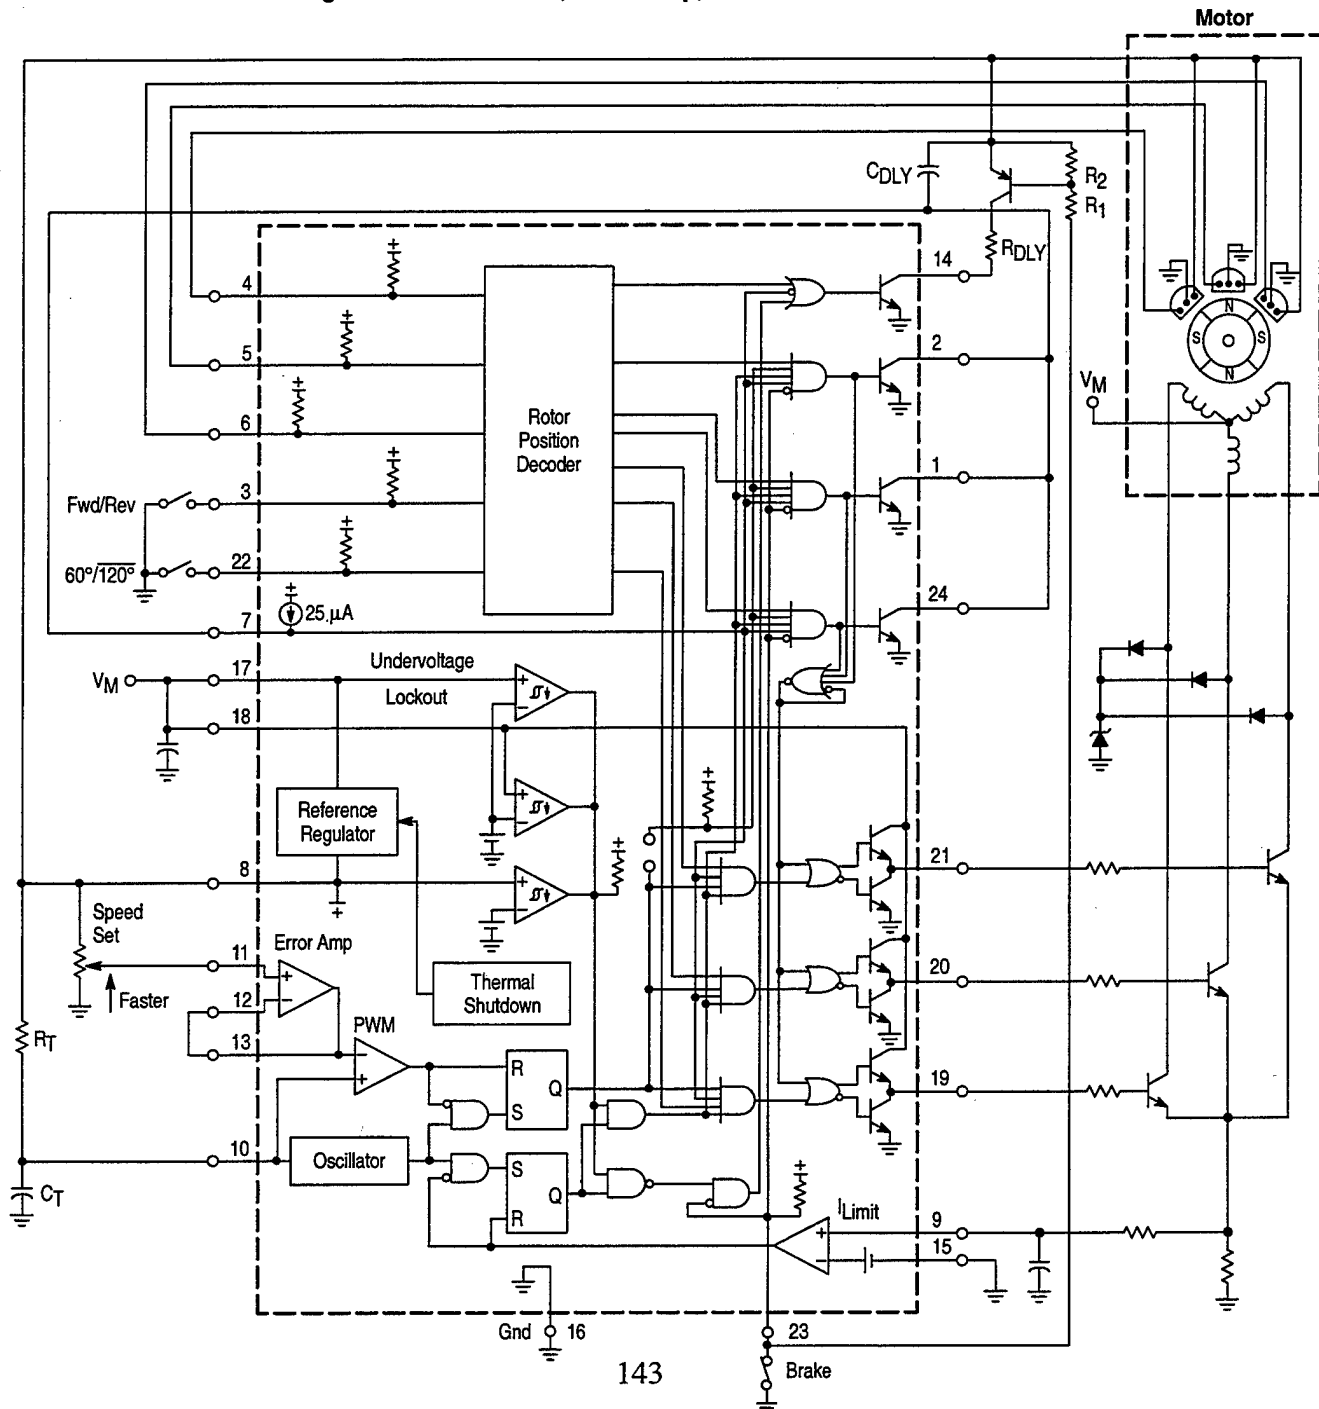 Motor
CDLY
R2
R1
RDLY
14
4
N
S
S
N
5
2
VM
6
Rotor
Position
Decoder
1
Fwd/Rev
3
60°/120°
22
24
25 µA
7
Undervoltage
Lockout
VM
17
18
Reference
Regulator
8
21
Speed
Set
11
Error Amp
Thermal
Shutdown
20
Faster
12
13
RT
PWM
R
Q
S
19
10
Oscillator
S
Q
R
CT
ILimit
9
15
Gnd
16
23
143
Brake